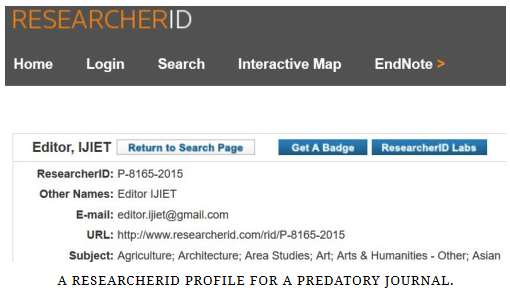 RESEARCHERID
Home Login Search Interactive Map EndNote >
Editor, IJIET Return to Search Page Get A Badge ResearcherID Labs
ResearcherID: P-8165-2015
Other Names: Editor IJIET
E-mail: editor.ijiet@gmail.com
URL: http://www.researcherid.com/rid/P-8165-2015
Subject: Agriculture; Architecture; Area Studies; Art; Arts & Humanities - Other; Asian
A RESEARCHERID PROFILE FOR A PREDATORY JOURNAL.